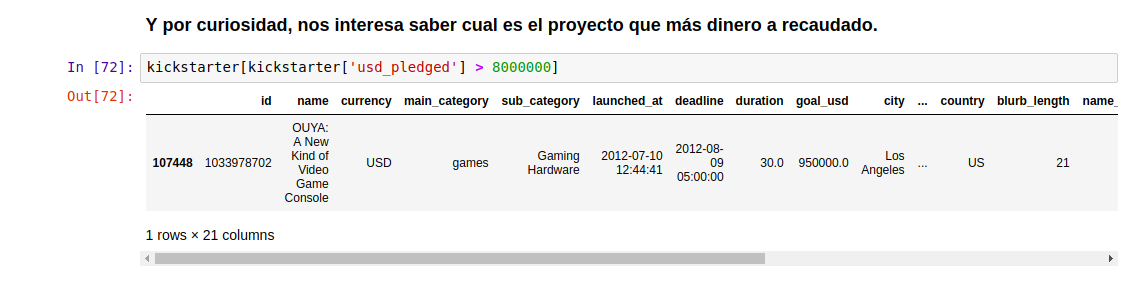 Y por curiosidad, nos interesa saber cual es el proyecto que más dinero a recaudado.
In [72]: kickstarter[kickstarter['usd_pledged'] > 8000000]
Out[72]:
id name currency main_category sub_category launched_at deadline duration goal_usd city ... country blurb_length name_
OUYA:
A New
Kind of
Video
Game
Console
107448 1033978702 USD games Gaming Hardware 2012-07-10 12:44:41 2012-08-09 05:00:00 30.0 950000.0 Los Angeles ... US 21
1 rows × 21 columns